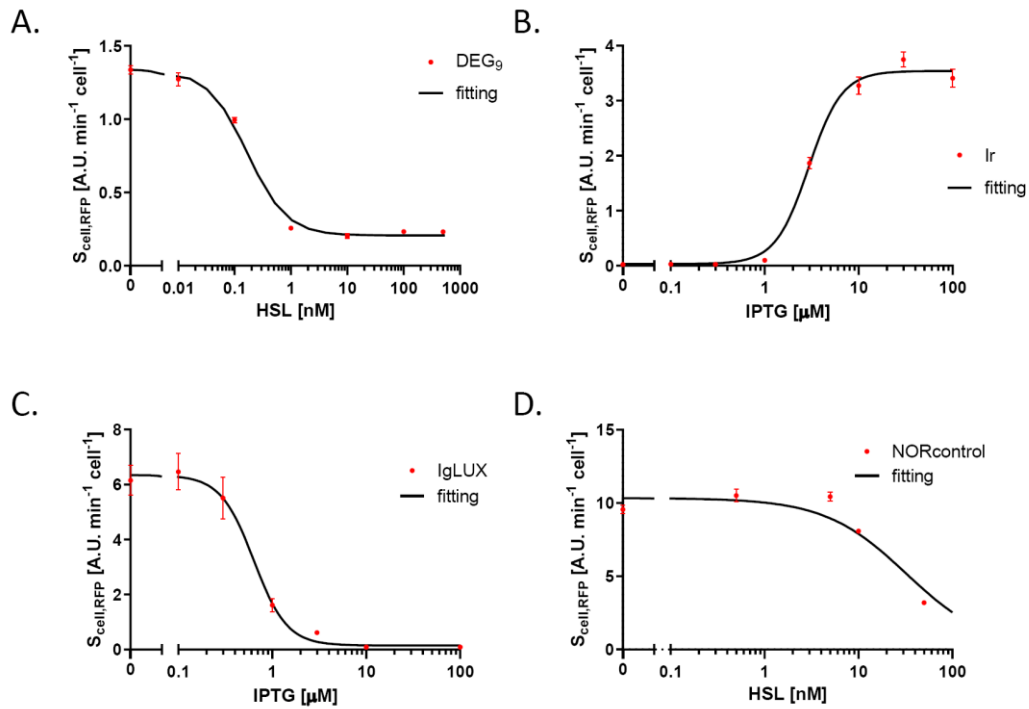 A.
S_cell,RFP [A.U. min⁻¹ cell⁻¹]
1.5
1.0
0.5
0.0
0 0.01 0.1 1 10 100 1000
HSL [nM]
DEG₉
fitting
B.
S_cell,RFP [A.U. min⁻¹ cell⁻¹]
4
3
2
1
0
0 0.1 1 10 100
IPTG [μM]
Ir
fitting
C.
S_cell,RFP [A.U. min⁻¹ cell⁻¹]
8
6
4
2
0
0 0.1 1 10 100
IPTG [μM]
IgLUX
fitting
D.
S_cell,RFP [A.U. min⁻¹ cell⁻¹]
15
10
5
0
0 0.1 1 10 100
HSL [nM]
NORcontrol
fitting